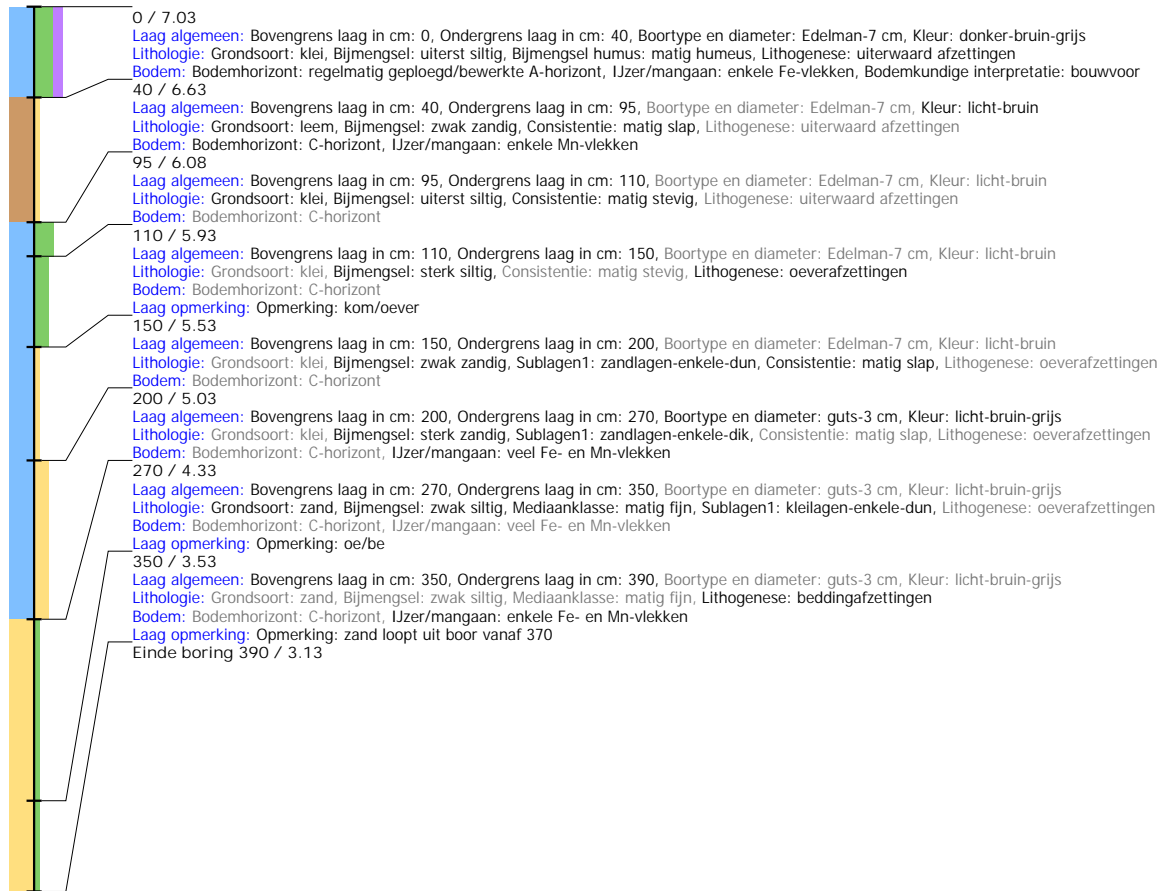 0 / 7.03
Laag algemeen: Bovengrens laag in cm: 0, Ondergrens laag in cm: 40, Boortype en diameter: Edelman-7 cm, Kleur: donker-bruin-grijs
Lithologie: Grondsoort: klei, Bijmengsel: uiterst siltig, Bijmengsel humus: matig humeus, Lithogenese: uiterwaard afzettingen
Bodem: Bodemhorizont: regelmatig geploegd/bewerkte A-horizont, IJzer/mangaan: enkele Fe-vlekken, Bodemkundige interpretatie: bouwvoor
40 / 6.63
Laag algemeen: Bovengrens laag in cm: 40, Ondergrens laag in cm: 95, Boortype en diameter: Edelman-7 cm, Kleur: licht-bruin
Lithologie: Grondsoort: leem, Bijmengsel: zwak zandig, Consistentie: matig slap, Lithogenese: uiterwaard afzettingen
Bodem: Bodemhorizont: C-horizont, IJzer/mangaan: enkele Mn-vlekken
95 / 6.08
Laag algemeen: Bovengrens laag in cm: 95, Ondergrens laag in cm: 110, Boortype en diameter: Edelman-7 cm, Kleur: licht-bruin
Lithologie: Grondsoort: klei, Bijmengsel: uiterst siltig, Consistentie: matig stevig, Lithogenese: uiterwaard afzettingen
Bodem: Bodemhorizont: C-horizont
110 / 5.93
Laag algemeen: Bovengrens laag in cm: 110, Ondergrens laag in cm: 150, Boortype en diameter: Edelman-7 cm, Kleur: licht-bruin
Lithologie: Grondsoort: klei, Bijmengsel: sterk siltig, Consistentie: matig stevig, Lithogenese: oeverafzettingen
Bodem: Bodemhorizont: C-horizont
Laag opmerking: Opmerking: kom/oever
150 / 5.53
Laag algemeen: Bovengrens laag in cm: 150, Ondergrens laag in cm: 200, Boortype en diameter: Edelman-7 cm, Kleur: licht-bruin
Lithologie: Grondsoort: klei, Bijmengsel: zwak zandig, Sublagen1: zandlagen-enkele-dun, Consistentie: matig slap, Lithogenese: oeverafzettingen
Bodem: Bodemhorizont: C-horizont
200 / 5.03
Laag algemeen: Bovengrens laag in cm: 200, Ondergrens laag in cm: 270, Boortype en diameter: guts-3 cm, Kleur: licht-bruin-grijs
Lithologie: Grondsoort: klei, Bijmengsel: sterk zandig, Sublagen1: zandlagen-enkele-dik, Consistentie: matig slap, Lithogenese: oeverafzettingen
Bodem: Bodemhorizont: C-horizont, IJzer/mangaan: veel Fe- en Mn-vlekken
270 / 4.33
Laag algemeen: Bovengrens laag in cm: 270, Ondergrens laag in cm: 350, Boortype en diameter: guts-3 cm, Kleur: licht-bruin-grijs
Lithologie: Grondsoort: zand, Bijmengsel: zwak siltig, Mediaanklasse: matig fijn, Sublagen1: kleilagen-enkele-dun, Lithogenese: oeverafzettingen
Bodem: Bodemhorizont: C-horizont, IJzer/mangaan: veel Fe- en Mn-vlekken
Laag opmerking: Opmerking: oe/be
350 / 3.53
Laag algemeen: Bovengrens laag in cm: 350, Ondergrens laag in cm: 390, Boortype en diameter: guts-3 cm, Kleur: licht-bruin-grijs
Lithologie: Grondsoort: zand, Bijmengsel: zwak siltig, Mediaanklasse: matig fijn, Lithogenese: beddingafzettingen
Bodem: Bodemhorizont: C-horizont, IJzer/mangaan: enkele Fe- en Mn-vlekken
Laag opmerking: Opmerking: zand loopt uit boor vanaf 370
Einde boring 390 / 3.13